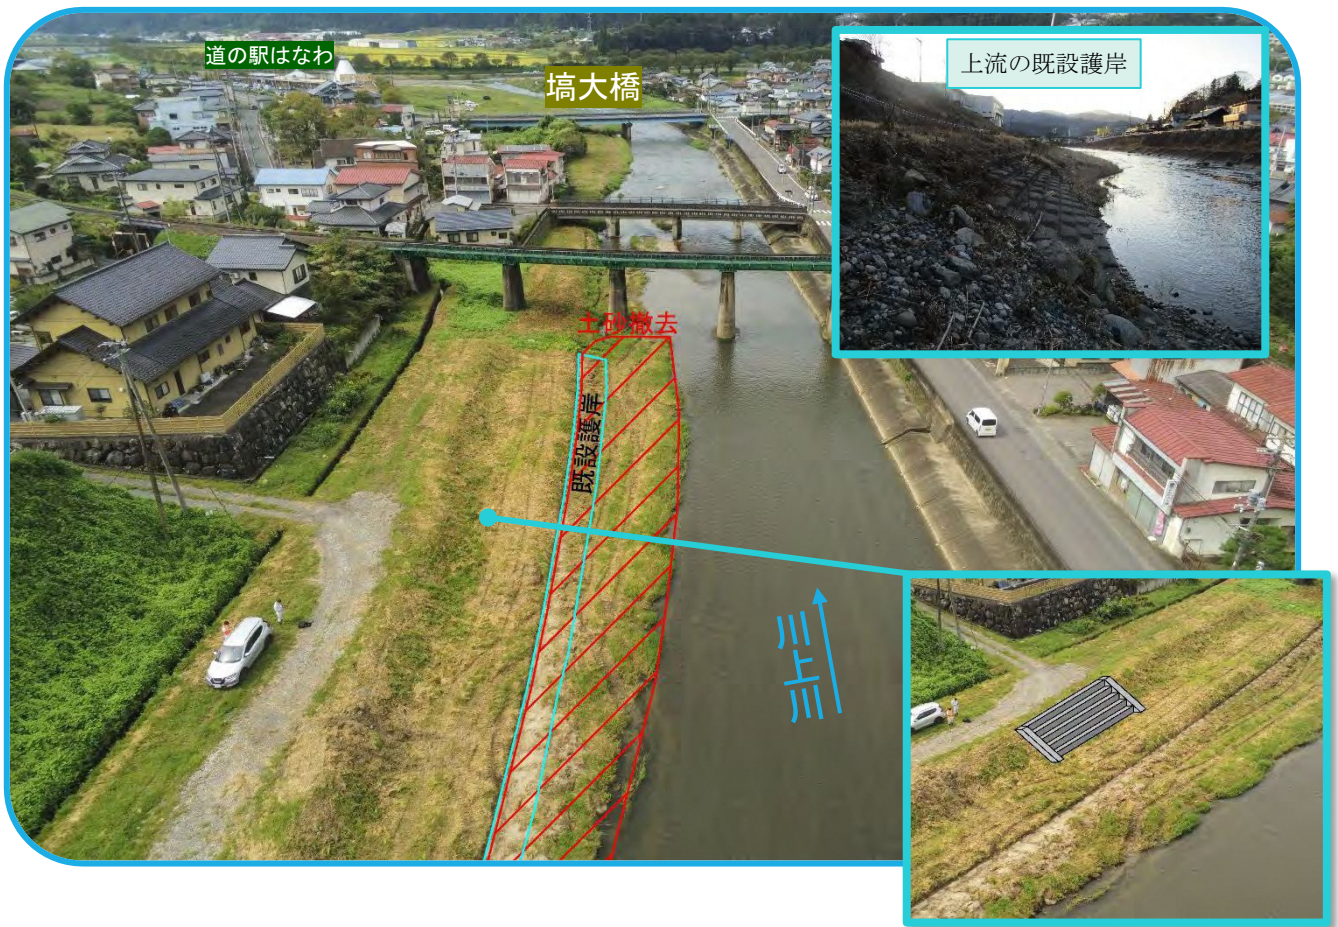 道の駅はなわ
塙大橋
上流の既設護岸
土砂撤去
既設護岸
川上川